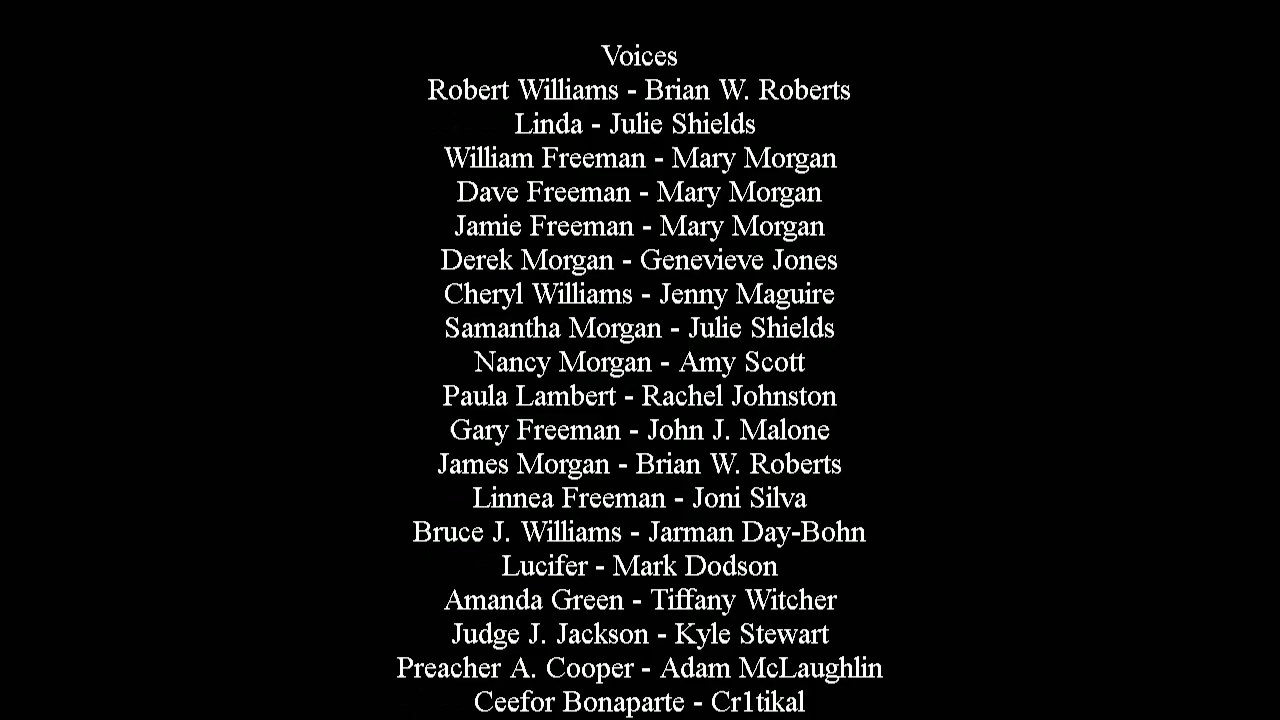 Voices
Robert Williams - Brian W. Roberts
Linda - Julie Shields
William Freeman - Mary Morgan
Dave Freeman - Mary Morgan
Jamie Freeman - Mary Morgan
Derek Morgan - Genevieve Jones
Cheryl Williams - Jenny Maguire
Samantha Morgan - Julie Shields
Nancy Morgan - Amy Scott
Paula Lambert - Rachel Johnston
Gary Freeman - John J. Malone
James Morgan - Brian W. Roberts
Linnea Freeman - Joni Silva
Bruce J. Williams - Jarman Day-Bohn
Lucifer - Mark Dodson
Amanda Green - Tiffany Witcher
Judge J. Jackson - Kyle Stewart
Preacher A. Cooper - Adam McLaughlin
Ceefor Bonaparte - Cr1tikal